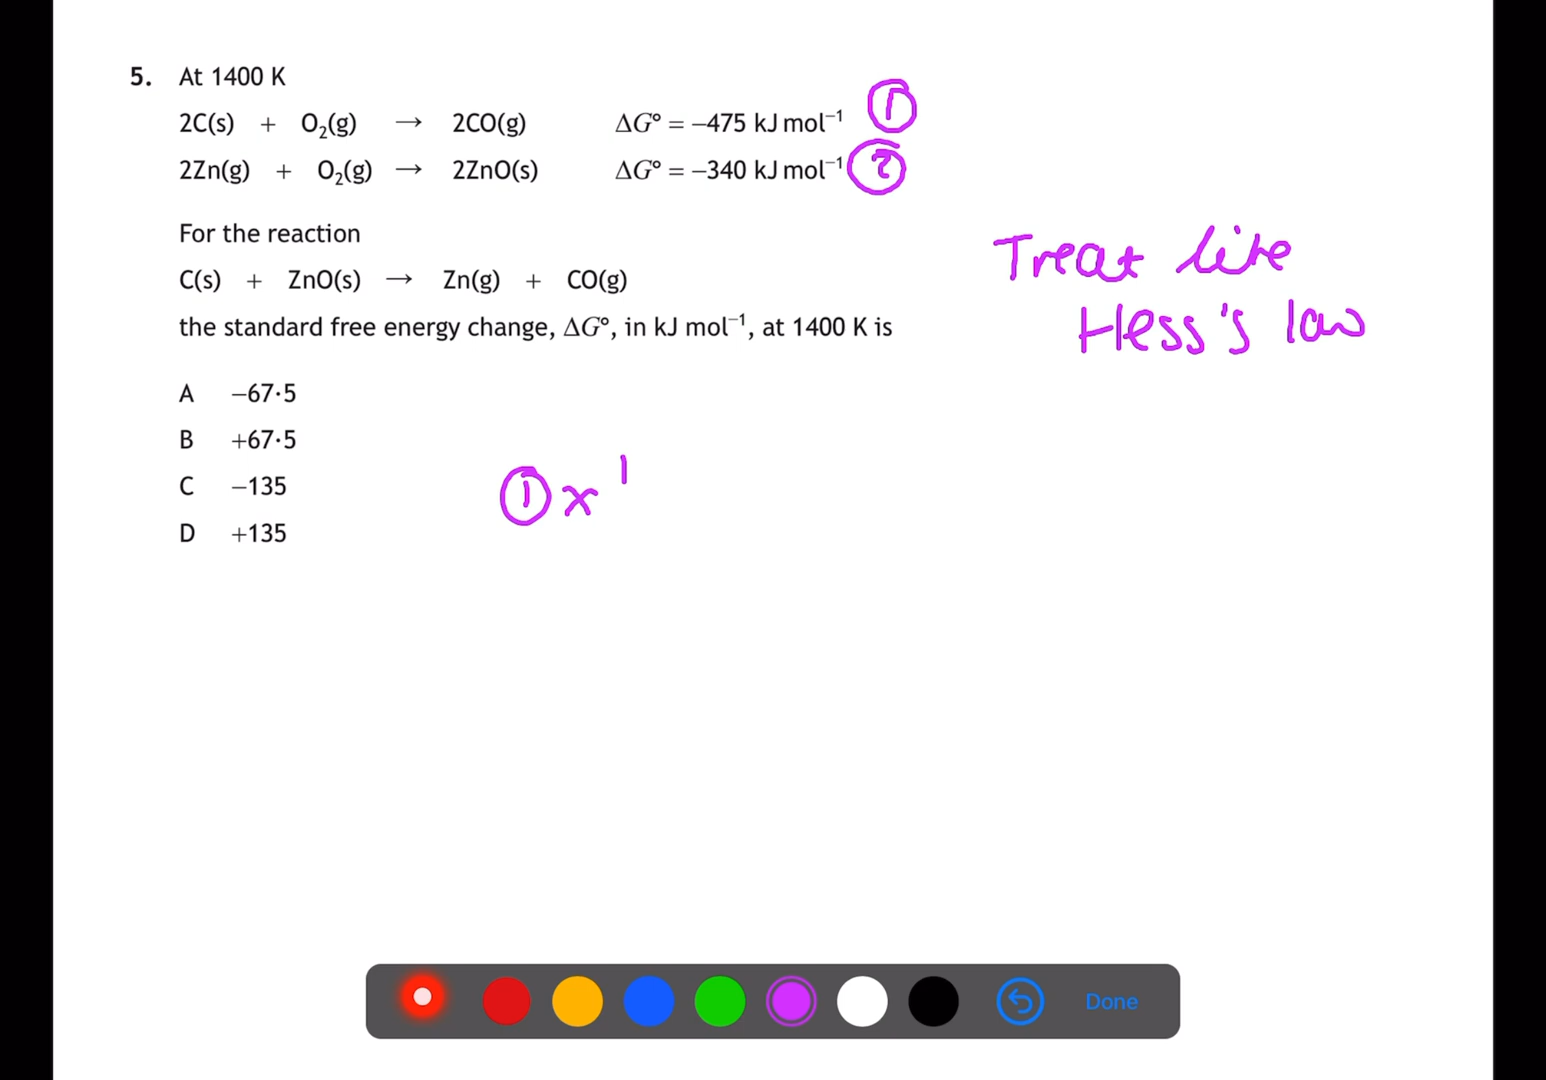 5. At 1400 K
2C(s) + O₂(g) → 2CO(g) ΔG° = −475 kJ mol⁻¹ ①
2Zn(g) + O₂(g) → 2ZnO(s) ΔG° = −340 kJ mol⁻¹ ②
For the reaction
Treat like
C(s) + ZnO(s) → Zn(g) + CO(g)
Hess's law
the standard free energy change, ΔG°, in kJ mol⁻¹, at 1400 K is
A −67·5
B +67·5
C −135
① x 1
D +135
Done